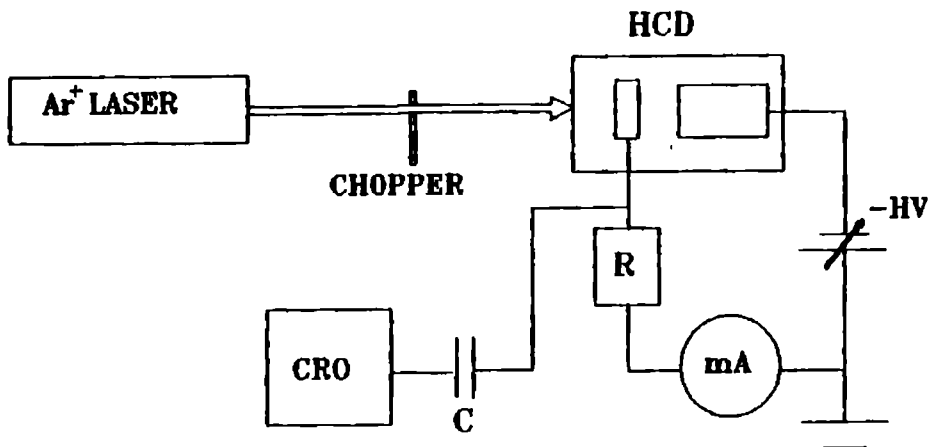 HCD
Ar⁺ LASER
CHOPPER
-HV
R
CRO
C
mA